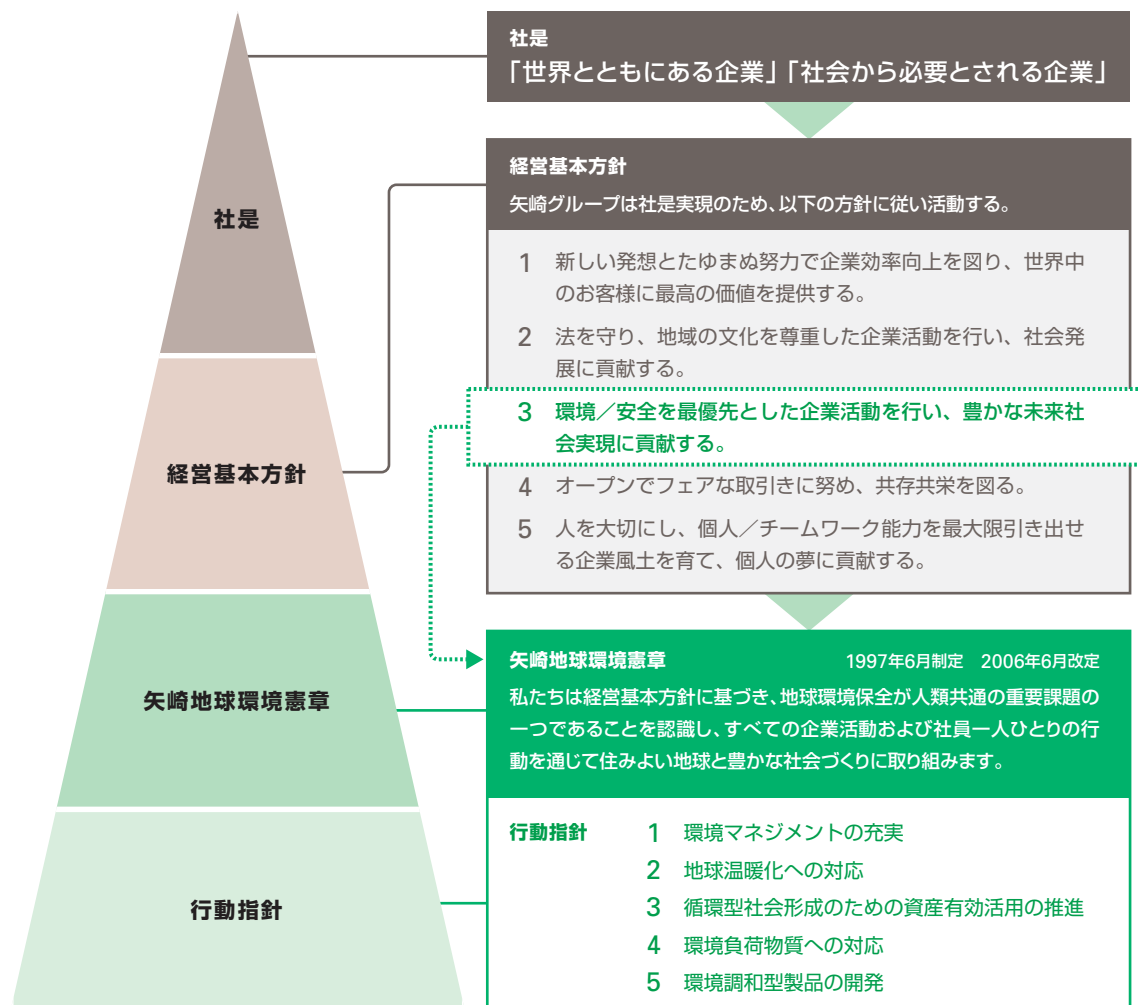 社是
経営基本方針
矢崎地球環境憲章
行動指針
社是
「世界とともにある企業」「社会から必要とされる企業」
経営基本方針
矢崎グループは社是実現のため、以下の方針に従い活動する。
1 新しい発想とたゆまぬ努力で企業効率向上を図り、世界中
のお客様に最高の価値を提供する。
2 法を守り、地域の文化を尊重した企業活動を行い、社会発
展に貢献する。
3 環境／安全を最優先とした企業活動を行い、豊かな未来社
会実現に貢献する。
4 オープンでフェアな取引きに努め、共存共栄を図る。
5 人を大切にし、個人／チームワーク能力を最大限引き出せ
る企業風土を育て、個人の夢に貢献する。
矢崎地球環境憲章 1997年6月制定 2006年6月改定
私たちは経営基本方針に基づき、地球環境保全が人類共通の重要課題の
一つであることを認識し、すべての企業活動および社員一人ひとりの行
動を通じて住みよい地球と豊かな社会づくりに取り組みます。
行動指針 1 環境マネジメントの充実
2 地球温暖化への対応
3 循環型社会形成のための資産有効活用の推進
4 環境負荷物質への対応
5 環境調和型製品の開発